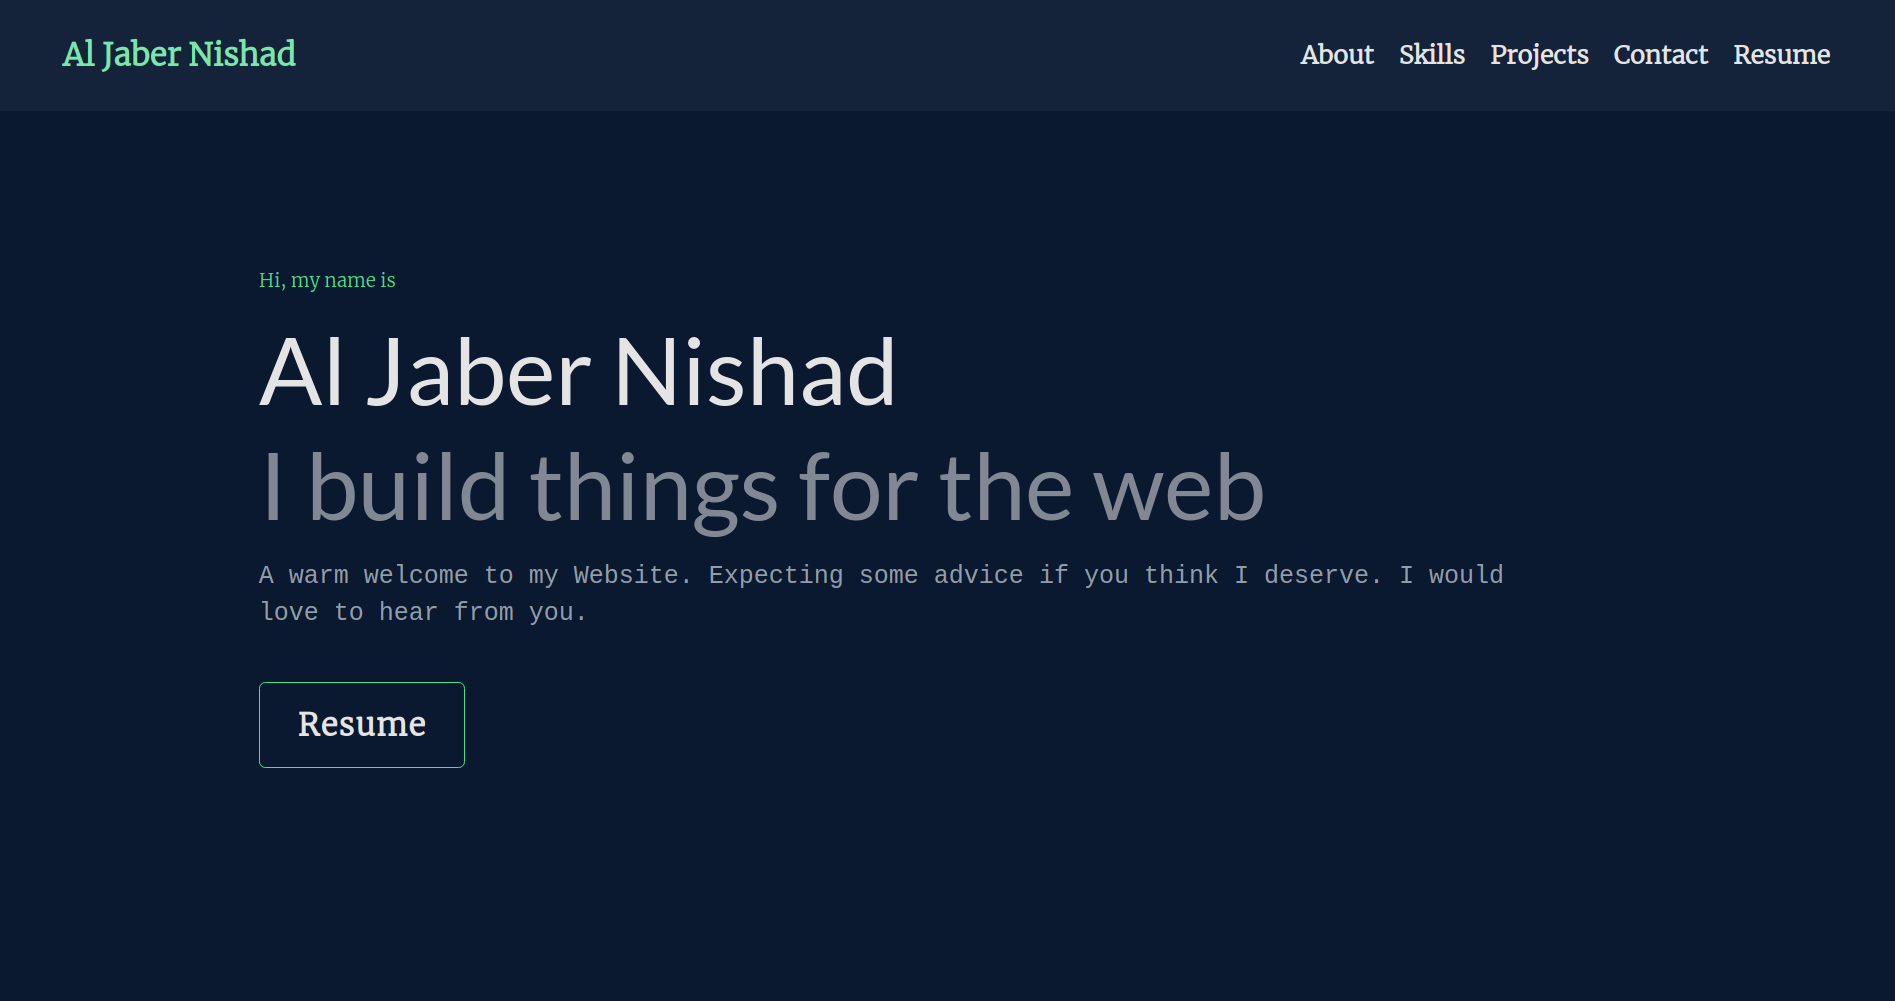 Al Jaber Nishad
About Skills Projects Contact Resume
Hi, my name is
Al Jaber Nishad
I build things for the web
A warm welcome to my Website. Expecting some advice if you think I deserve. I would
love to hear from you.
Resume